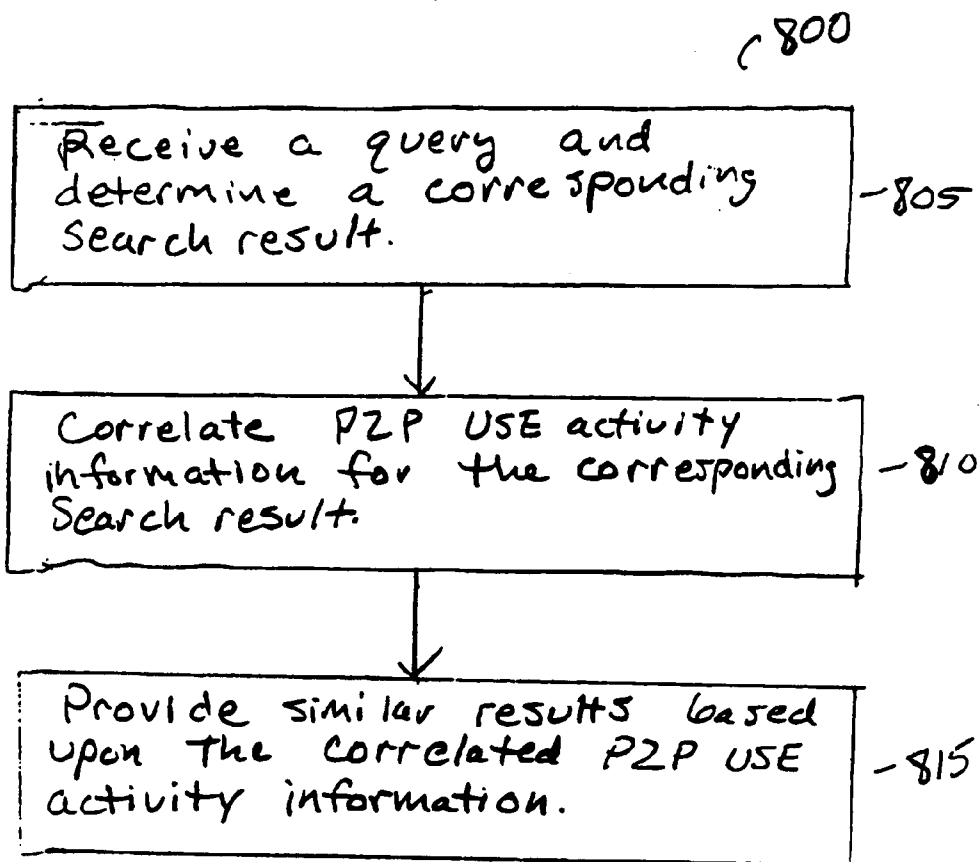 800
Receive a query and
determine a corresponding
Search result.
-805
Correlate P2P USE activity
information for the corresponding
Search result.
-810
Provide similar results based
upon the correlated P2P USE
activity information.
-815